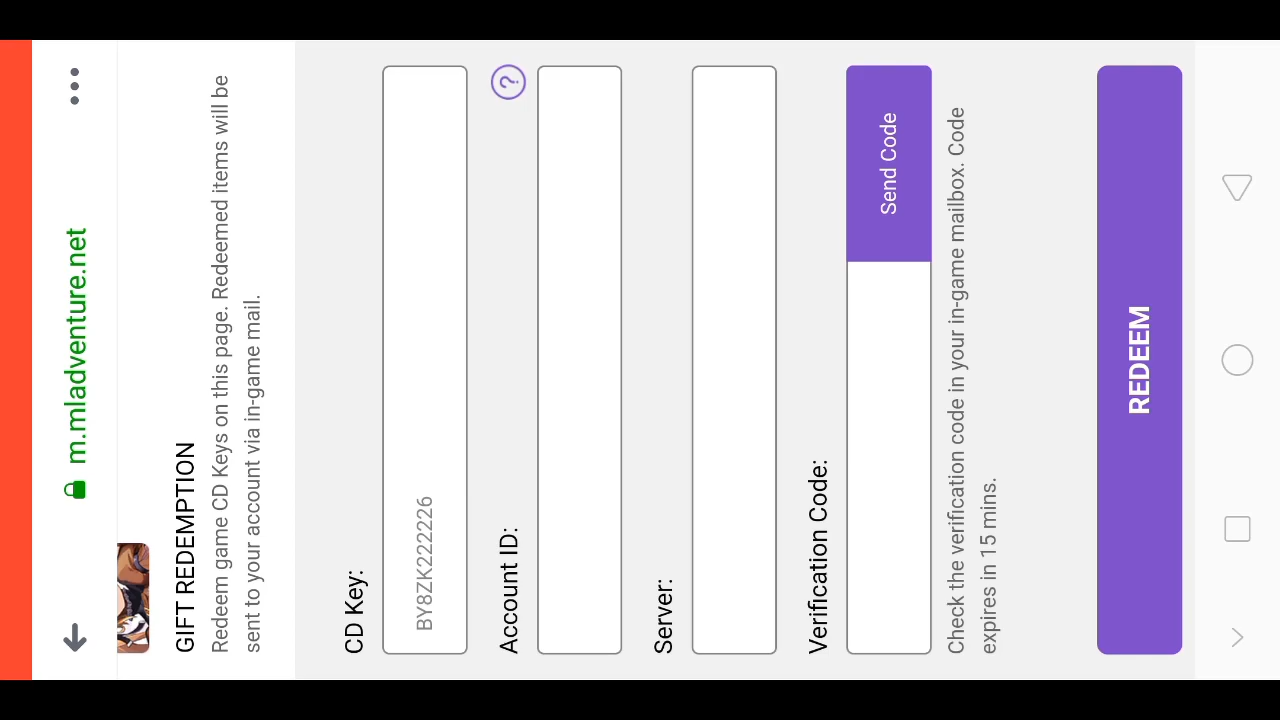 m.mladventure.net
GIFT REDEMPTION
Redeem game CD Keys on this page. Redeemed items will be
sent to your account via in-game mail.
CD Key:
BY8ZK222226
Account ID:
?
Server:
Verification Code:
Send Code
Check the verification code in your in-game mailbox. Code
expires in 15 mins.
REDEEM